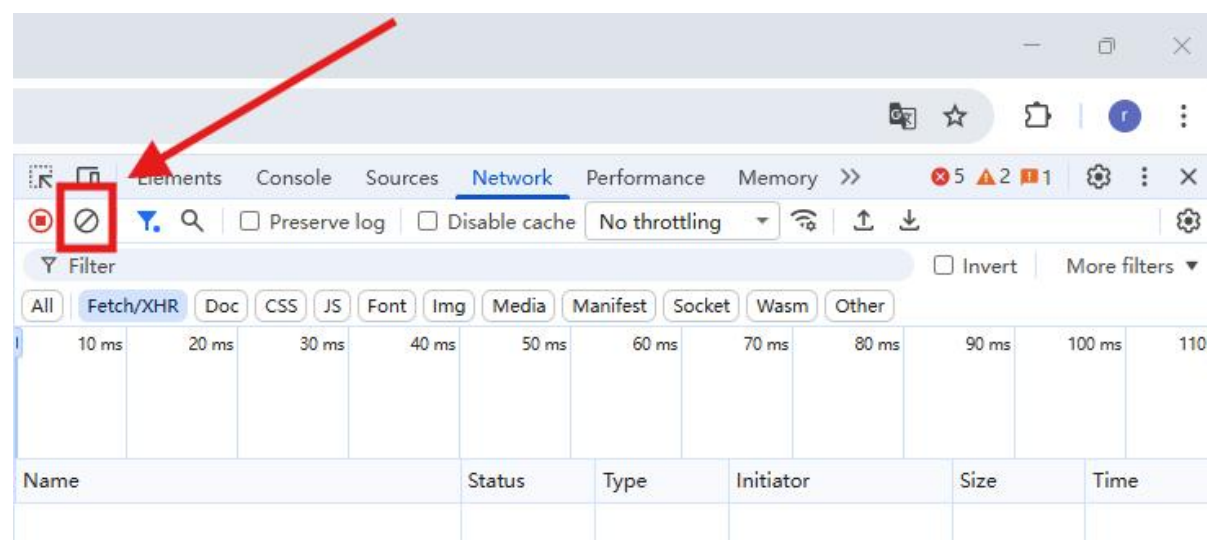 r
Elements Console Sources Network Performance Memory 5 2 1
Preserve log Disable cache No throttling
Filter Invert More filters
All Fetch/XHR Doc CSS JS Font Img Media Manifest Socket Wasm Other
10 ms 20 ms 30 ms 40 ms 50 ms 60 ms 70 ms 80 ms 90 ms 100 ms 110
Name Status Type Initiator Size Time